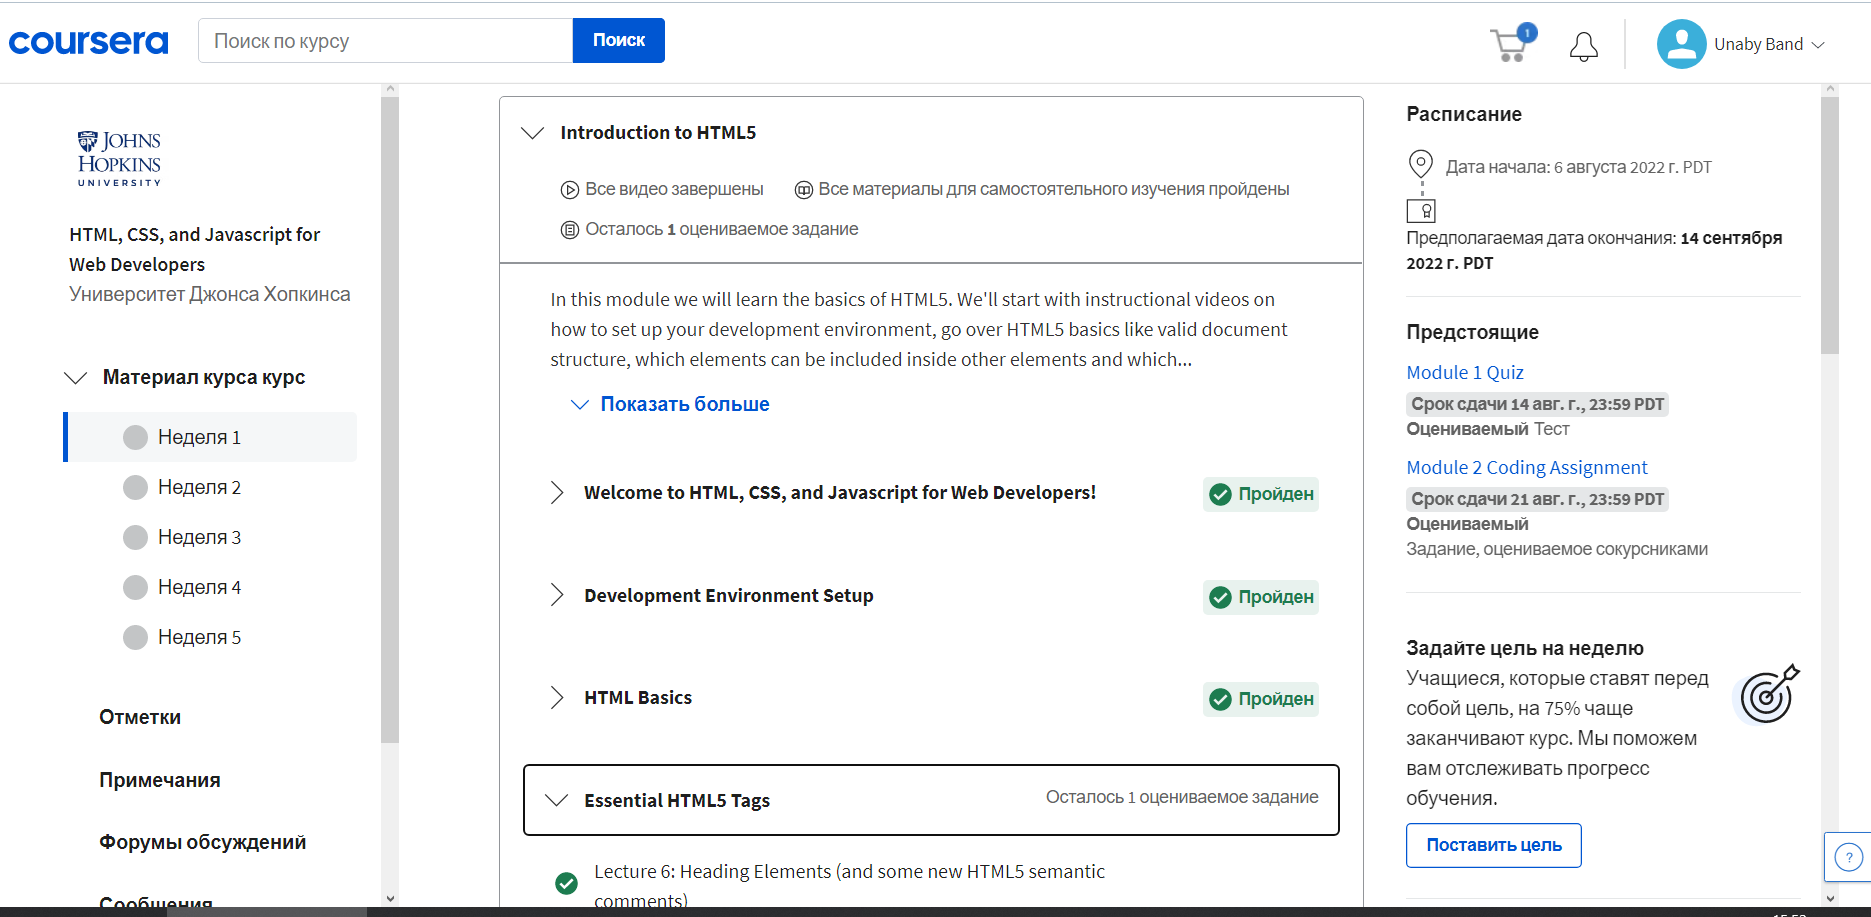 coursera
Поиск по курсу
Поиск
1
Unaby Band
JOHNS
HOPKINS
UNIVERSITY
HTML, CSS, and Javascript for
Web Developers
Университет Джонса Хопкинса
Материал курса курс
Неделя 1
Неделя 2
Неделя 3
Неделя 4
Неделя 5
Отметки
Примечания
Форумы обсуждений
Сообщения
Introduction to HTML5
Все видео завершены
Все материалы для самостоятельного изучения пройдены
Осталось 1 оцениваемое задание
In this module we will learn the basics of HTML5. We'll start with instructional videos on
how to set up your development environment, go over HTML5 basics like valid document
structure, which elements can be included inside other elements and which...
Показать больше
Welcome to HTML, CSS, and Javascript for Web Developers!
Пройден
Development Environment Setup
Пройден
HTML Basics
Пройден
Essential HTML5 Tags
Осталось 1 оцениваемое задание
Lecture 6: Heading Elements (and some new HTML5 semantic
comments)
Расписание
Дата начала: 6 августа 2022 г. PDT
Предполагаемая дата окончания: 14 сентября
2022 г. PDT
Предстоящие
Module 1 Quiz
Срок сдачи 14 авг. г., 23:59 PDT
Оцениваемый Тест
Module 2 Coding Assignment
Срок сдачи 21 авг. г., 23:59 PDT
Оцениваемый
Задание, оцениваемое сокурсниками
Задайте цель на неделю
Учащиеся, которые ставят перед
собой цель, на 75% чаще
заканчивают курс. Мы поможем
вам отслеживать прогресс
обучения.
Поставить цель
?